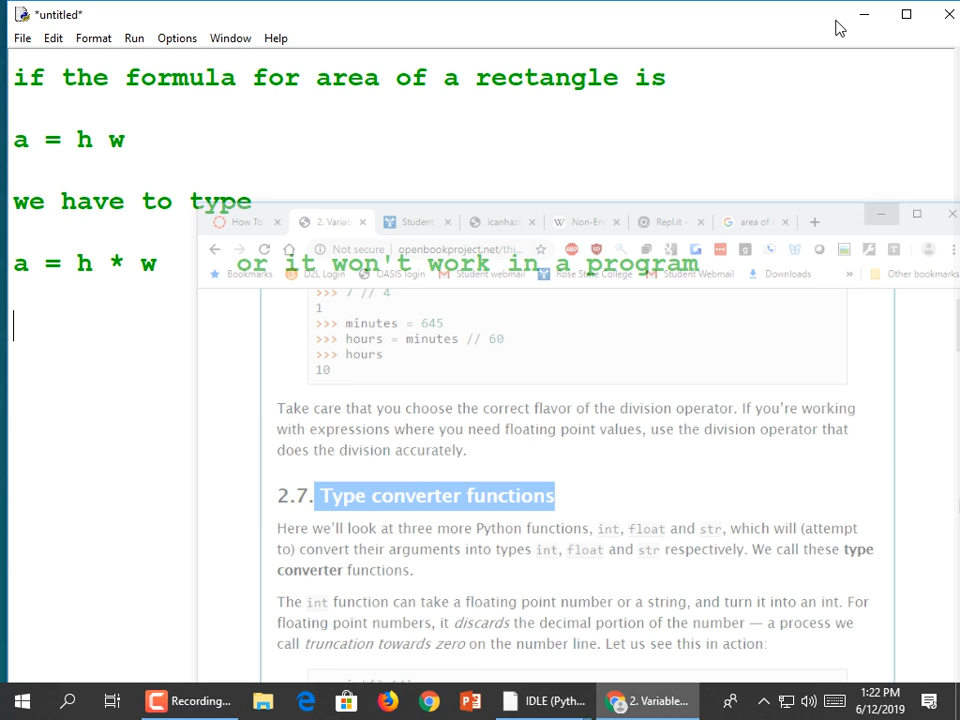 *untitled*
File Edit Format Run Options Window Help
if the formula for area of a rectangle is
a = h w
we have to type
a = h * w or it won't work in a program
How To 2. Varial Student icanhaz Non-En Repl.it - area of
Not secure openbookproject.net/thi
Bookmarks D2L Login OASIS login Student webmail Rose State College Student Webmail Downloads » Other bookmarks
>>> 7 // 4
1
>>> minutes = 645
>>> hours = minutes // 60
>>> hours
10
Take care that you choose the correct flavor of the division operator. If you’re working
with expressions where you need floating point values, use the division operator that
does the division accurately.
2.7. Type converter functions
Here we’ll look at three more Python functions, int, float and str, which will (attempt
to) convert their arguments into types int, float and str respectively. We call these type
converter functions.
The int function can take a floating point number or a string, and turn it into an int. For
floating point numbers, it discards the decimal portion of the number — a process we
call truncation towards zero on the number line. Let us see this in action:
Recording... IDLE (Pyth... 2. Variable... 1:22 PM
6/12/2019